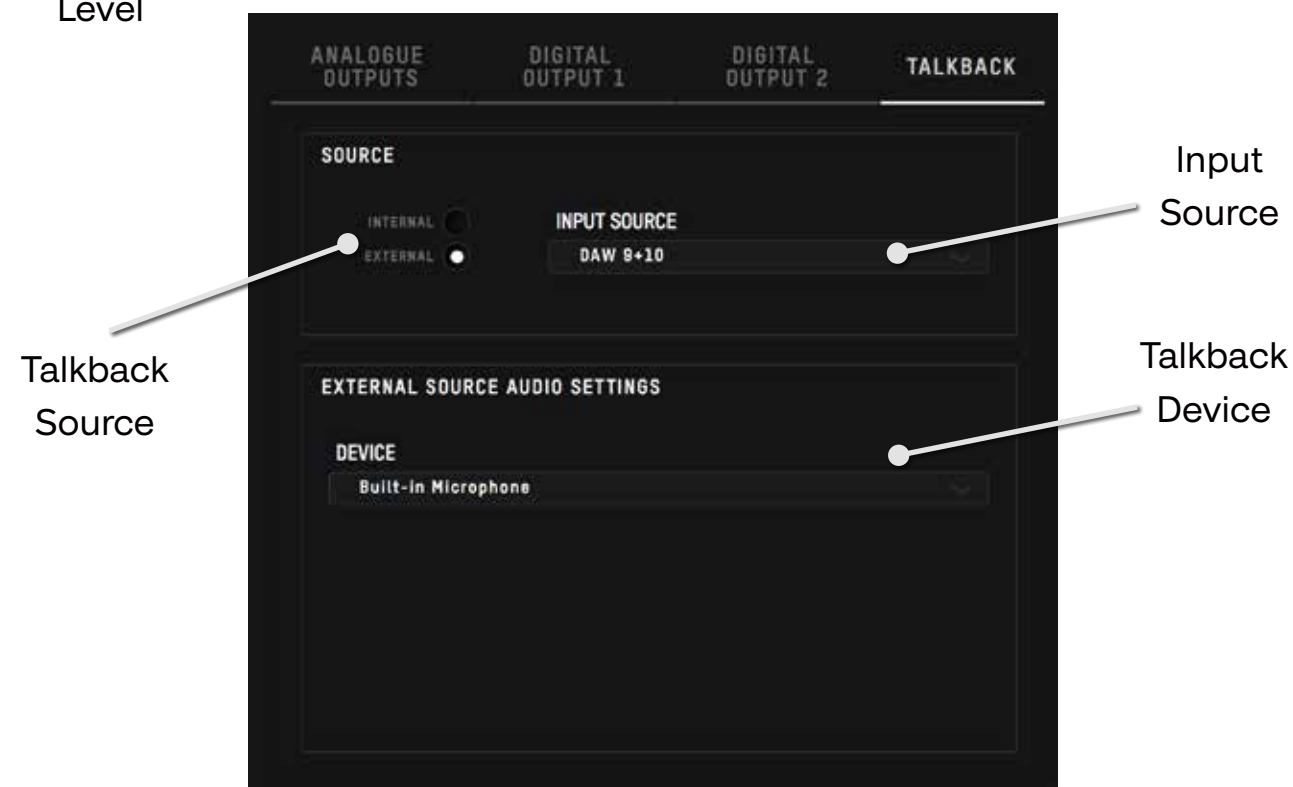 Level
ANALOGUE
OUTPUTS
DIGITAL
OUTPUT 1
DIGITAL
OUTPUT 2
TALKBACK
SOURCE
INTERNAL
EXTERNAL
INPUT SOURCE
DAW 9+10
Input
Source
Talkback
Source
EXTERNAL SOURCE AUDIO SETTINGS
DEVICE
Built-in Microphone
Talkback
Device